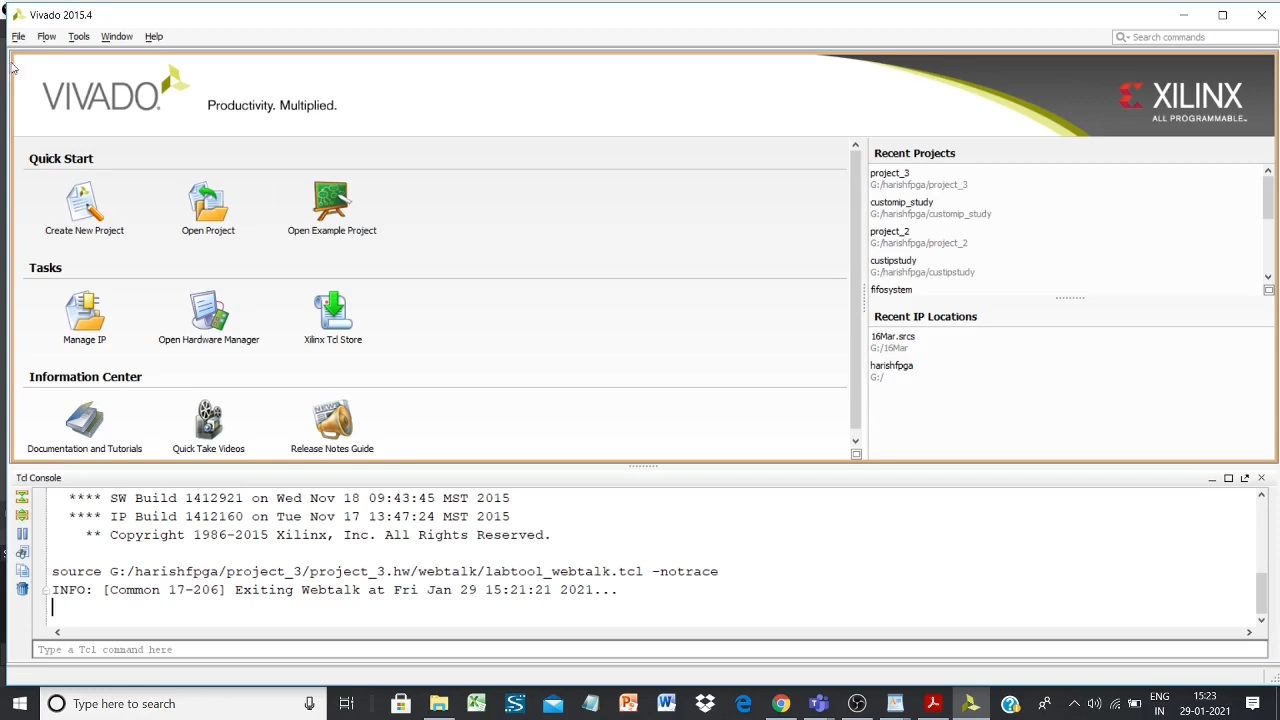 Vivado 2015.4
File Flow Tools Window Help
Search commands
VIVADO.
Productivity. Multiplied.
XILINX
ALL PROGRAMMABLE™
Quick Start
Create New Project
Open Project
Open Example Project
Tasks
Manage IP
Open Hardware Manager
Xilinx Tcl Store
Information Center
NEWS
Documentation and Tutorials
Quick Take Videos
Release Notes Guide
Recent Projects
project_3
G:/harishfpga/project_3
customip_study
G:/harishfpga/customip_study
project_2
G:/harishfpga/project_2
custipstudy
G:/harishfpga/custipstudy
fifosystem
Recent IP Locations
16Mar.srcs
G:/16Mar
harishfpga
G:/
Tcl Console
**** SW Build 1412921 on Wed Nov 18 09:43:45 MST 2015
**** IP Build 1412160 on Tue Nov 17 13:47:24 MST 2015
** Copyright 1986-2015 Xilinx, Inc. All Rights Reserved.
source G:/harishfpga/project_3/project_3.hw/webtalk/labtool_webtalk.tcl -notrace
INFO: [Common 17-206] Exiting Webtalk at Fri Jan 29 15:21:21 2021...
Type a Tcl command here
Type here to search
ENG
IN
15:23
29-01-2021